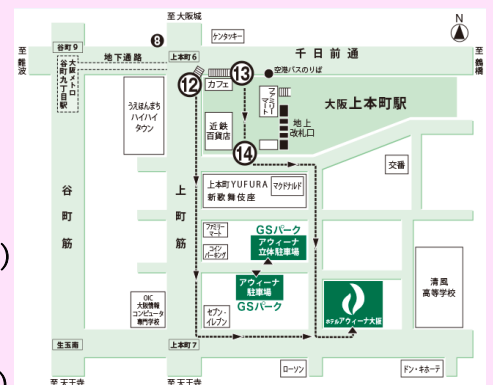 至 大阪城
N
谷町9
❽
上本町6
ケンタッキー
千日前通
至 難波
至 鶴橋
地下通路
大阪メトロ
谷町九丁目駅
⑫
⑬
カフェ
空港バスのりば
ファミリーマート
大阪上本町駅
うえほんまち
ハイハイ
タウン
近鉄
百貨店
地上
改札口
⑭
交番
谷町筋
上町筋
上本町YUFURA
新歌舞伎座
マクドナルド
ファミリー
マート
コイン
パーキング
GSパーク
アウィーナ
立体駐車場
アウィーナ
駐車場
GSパーク
清風
高等学校
OIC
大阪情報
コンピュータ
専門学校
セブン-
イレブン
ホテル アウィーナ大阪
生玉南
上本町7
ローソン
ドン・キホーテ
至 天王寺
至 天王寺
)
)